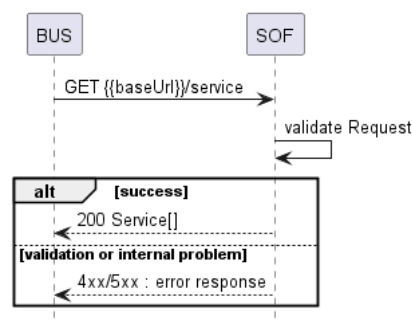 BUS
SOF
GET {{baseUrl}}/service
validate Request
alt
[success]
200 Service[]
[validation or internal problem]
4xx/5xx : error response